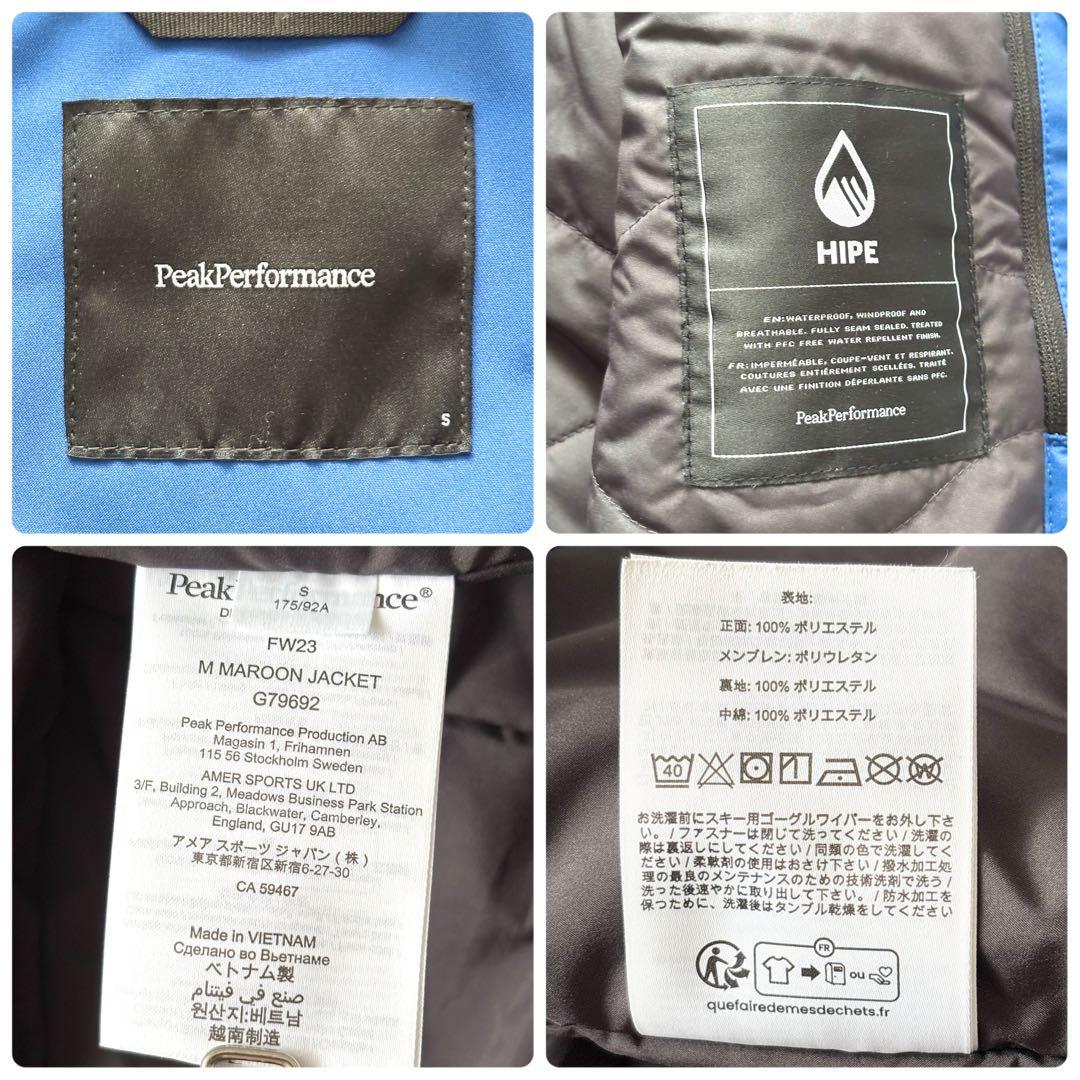 PeakPerformance
S
HIPE
EN: WATERPROOF, WINDPROOF AND
BREATHABLE. FULLY SEAM SEALED. TREATED
WITH PFC FREE WATER REPELLENT FINISH.
FR: IMPERMÉABLE, COUPE-VENT ET RESPIRANT.
COUTURES ENTIÈREMENT SCELLÉES. TRAITÉ
AVEC UNE FINITION DÉPERLANTE SANS PFC.
PeakPerformance
S
175/92A
FW23
M MAROON JACKET
G79692
Peak Performance Production AB
Magasin 1, Frihamnen
115 56 Stockholm Sweden
AMER SPORTS UK LTD
3/F, Building 2, Meadows Business Park Station
Approach, Blackwater, Camberley,
England, GU17 9AB
アメア スポーツ ジャパン (株)
東京都新宿区新宿6-27-30
CA 59467
Made in VIETNAM
Сделано во Вьетнаме
ベトナム製
صنع في فيتنام
원산지:베트남
越南制造
表地:
正面: 100% ポリエステル
メンブレン: ポリウレタン
裏地: 100% ポリエステル
中綿: 100% ポリエステル
40
お洗濯前にスキー用ゴーグルワイパーをお外し下さ
い。/ ファスナーは閉じて洗ってください / 洗濯の
際は裏返しにしてください / 同類の色で洗濯してく
ださい / 柔軟剤の使用はおさけ下さい / 撥水加工処
理の最良のメンテナンスのための技術洗剤で洗う /
洗った後速やかに取り出して下さい。/ 防水加工を
保つために、洗濯後はタンブル乾燥をしてください
FR
ou
quefairedemesdechets.fr